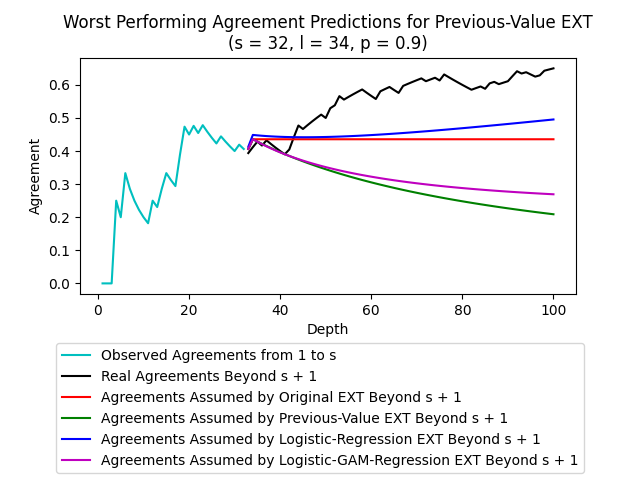 Worst Performing Agreement Predictions for Previous-Value EXT
(s = 32, l = 34, p = 0.9)
Agreement
0.6
0.5
0.4
0.3
0.2
0.1
0.0
0 20 40 60 80 100
Depth
Observed Agreements from 1 to s
Real Agreements Beyond s + 1
Agreements Assumed by Original EXT Beyond s + 1
Agreements Assumed by Previous-Value EXT Beyond s + 1
Agreements Assumed by Logistic-Regression EXT Beyond s + 1
Agreements Assumed by Logistic-GAM-Regression EXT Beyond s + 1